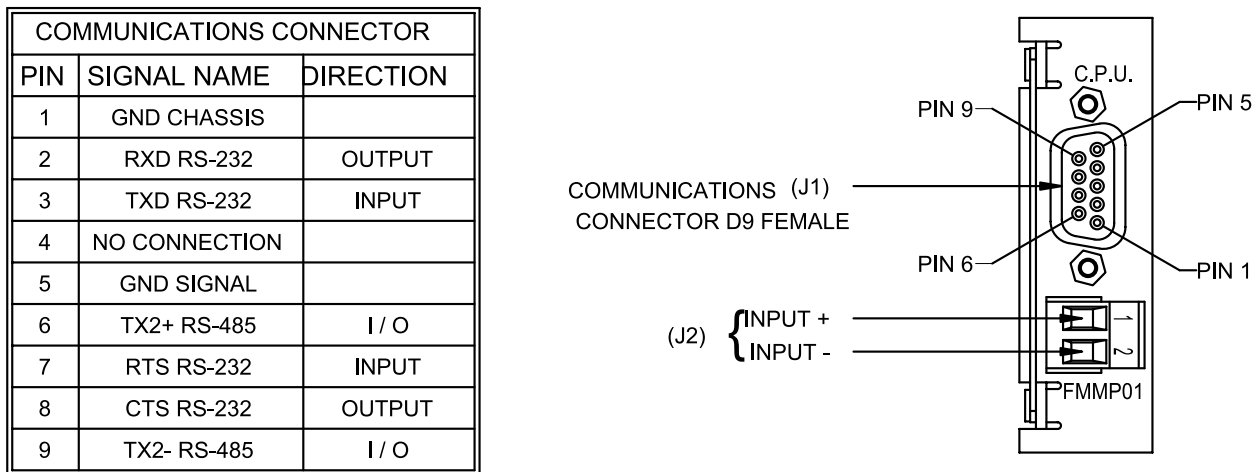 COMMUNICATIONS CONNECTOR
PIN SIGNAL NAME DIRECTION
1 GND CHASSIS
2 RXD RS-232 OUTPUT
3 TXD RS-232 INPUT
4 NO CONNECTION
5 GND SIGNAL
6 TX2+ RS-485 I / O
7 RTS RS-232 INPUT
8 CTS RS-232 OUTPUT
9 TX2- RS-485 I / O
C.P.U.
PIN 9
PIN 5
COMMUNICATIONS (J1)
CONNECTOR D9 FEMALE
PIN 6
PIN 1
(J2) { INPUT +
INPUT -
1
2
FMMP01